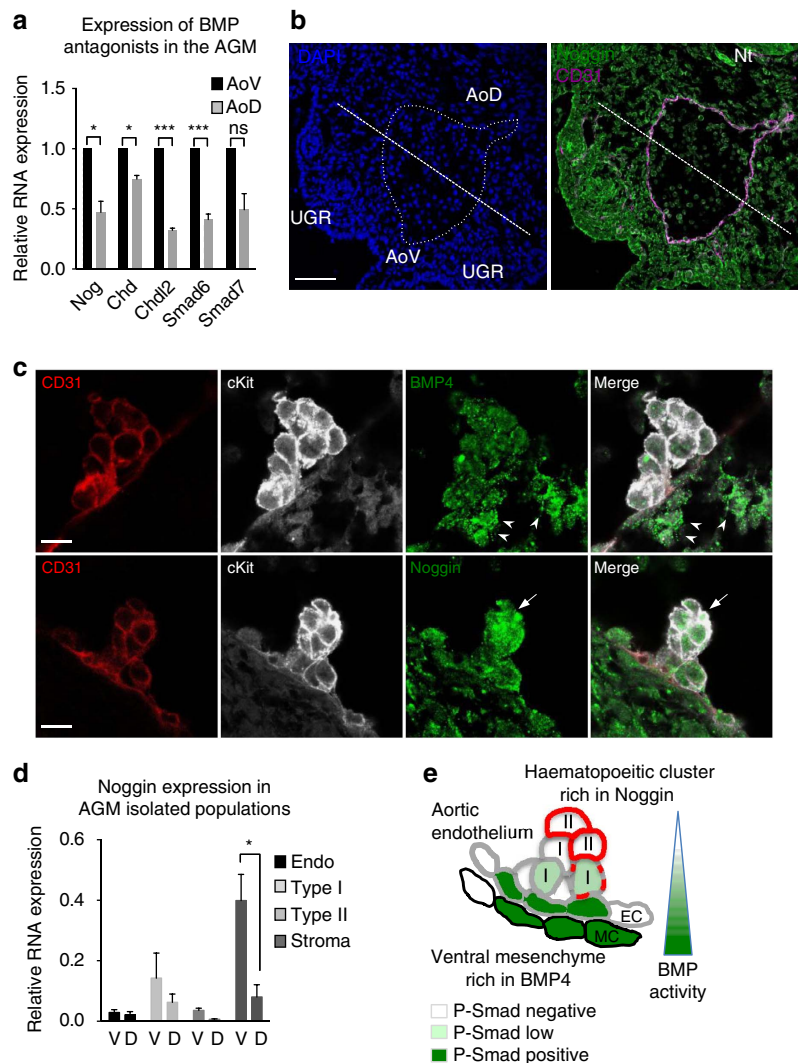 a
Expression of BMP
antagonists in the AGM
AoV
AoD
Relative RNA expression
1.5
1.0
0.5
0.0
* * *** *** ns
Nog Chd Chdl2 Smad6 Smad7
b
DAPI
AoD
UGR
AoV
UGR
Noggin
CD31
Nt
c
CD31 cKit BMP4 Merge
CD31 cKit Noggin Merge
d
Noggin expression in
AGM isolated populations
Relative RNA expression
0.6
0.4
0.2
0.0
*
Endo
Type I
Type II
Stroma
V D V D V D V D
e
Haematopoeitic cluster
rich in Noggin
Aortic
endothelium
II
I II
I I
EC
MC
Ventral mesenchyme
rich in BMP4
BMP
activity
P-Smad negative
P-Smad low
P-Smad positive